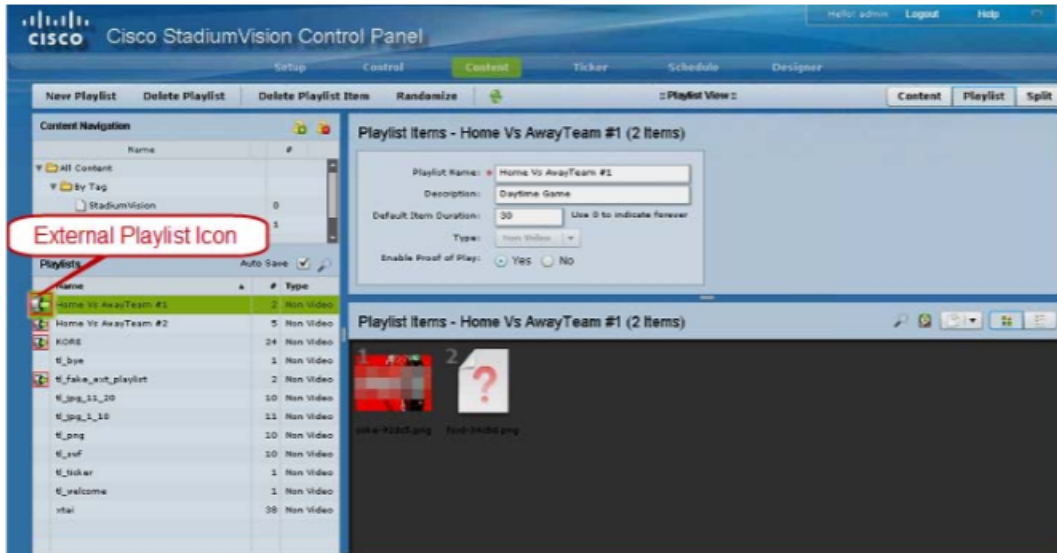 Hello! admin Logout Help
CISCO Cisco StadiumVision Control Panel
Setup Control Content Ticker Schedule Designer
New Playlist Delete Playlist Delete Playlist Item Randomize :: Playlist View :: Content Playlist Split
Content Navigation
Name #
All Content
By Tag
StadiumVision 0
1
External Playlist Icon
Playlists Auto Save
Name # Type
Home Vs AwayTeam #1 2 Non Video
Home Vs AwayTeam #2 5 Non Video
KORE 24 Non Video
tl_bye 1 Non Video
tl_fake_ext_playlist 2 Non Video
tl_jpg_11_20 10 Non Video
tl_jpg_1_10 11 Non Video
tl_png 10 Non Video
tl_swf 10 Non Video
tl_ticker 1 Non Video
tl_welcome 1 Non Video
xtai 38 Non Video
Playlist Items - Home Vs AwayTeam #1 (2 Items)
Playlist Name: * Home Vs AwayTeam #1
Description: Daytime Game
Default Item Duration: 30 Use 0 to indicate forever
Type: Non Video
Enable Proof of Play: Yes No
Playlist Items - Home Vs AwayTeam #1 (2 Items)
1 2